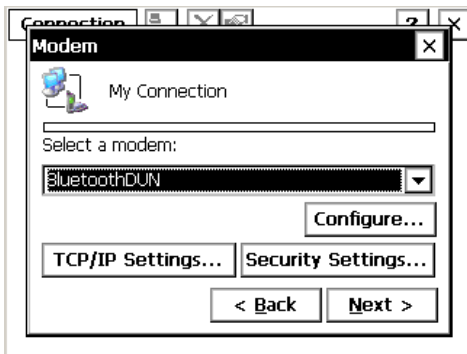 Connection
?
Modem
My Connection
Select a modem:
BluetoothDUN
Configure...
TCP/IP Settings...
Security Settings...
< Back
Next >